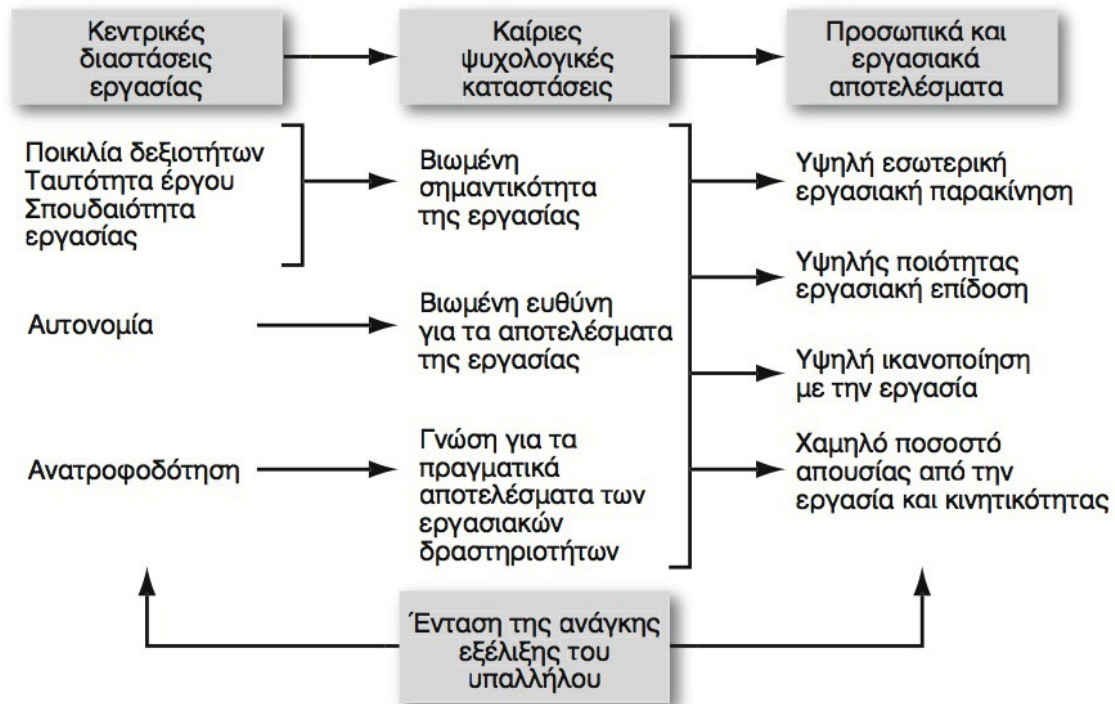 Κεντρικές
διαστάσεις
εργασίας
Καίριες
ψυχολογικές
καταστάσεις
Προσωπικά και
εργασιακά
αποτελέσματα
Ποικιλία δεξιοτήτων
Ταυτότητα έργου
Σπουδαιότητα
εργασίας
Βιωμένη
σημαντικότητα
της εργασίας
Υψηλή εσωτερική
εργασιακή παρακίνηση
Υψηλής ποιότητας
εργασιακή επίδοση
Αυτονομία
Βιωμένη ευθύνη
για τα αποτελέσματα
της εργασίας
Υψηλή ικανοποίηση
με την εργασία
Ανατροφοδότηση
Γνώση για τα
πραγματικά
αποτελέσματα των
εργασιακών
δραστηριοτήτων
Χαμηλό ποσοστό
απουσίας από την
εργασία και κινητικότητας
Ένταση της ανάγκης
εξέλιξης του
υπαλλήλου